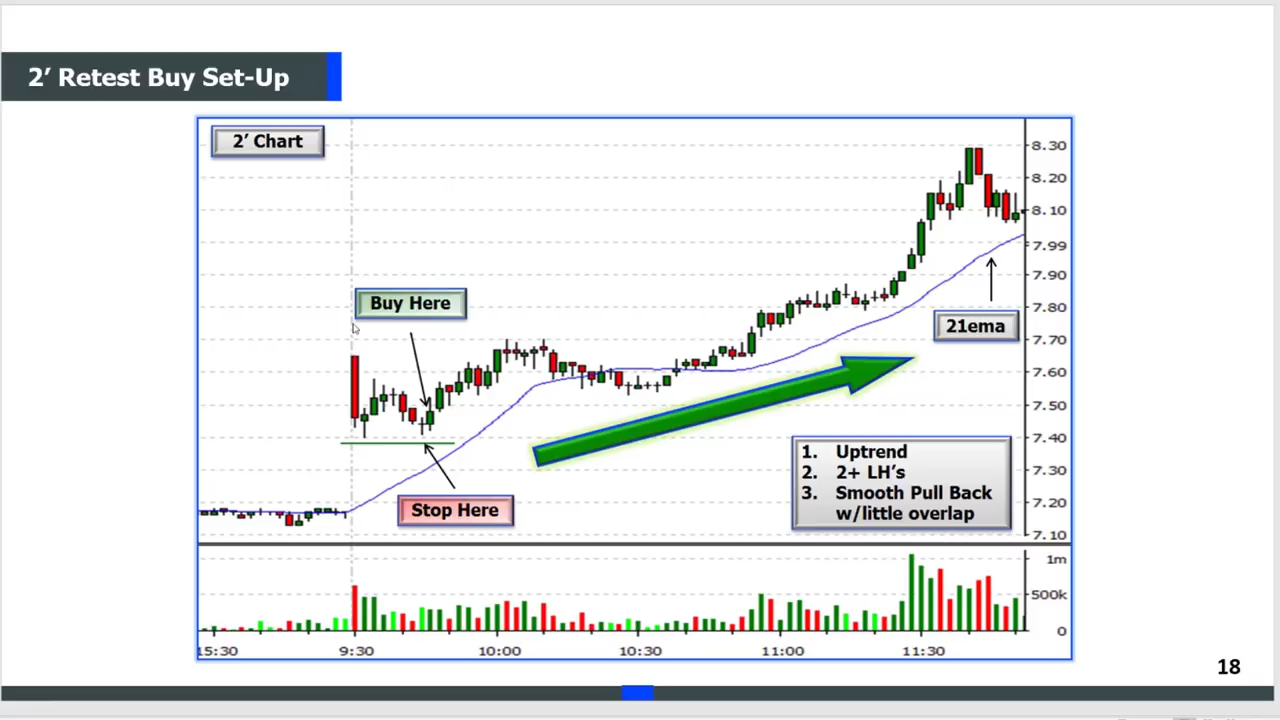 2’ Retest Buy Set-Up
2’ Chart
8.30
8.20
8.10
7.99
7.90
7.80
7.70
7.60
7.50
7.40
7.30
7.20
7.10
Buy Here
21ema
Stop Here
1. Uptrend
2. 2+ LH’s
3. Smooth Pull Back
w/little overlap
1m
500k
0
15:30 9:30 10:00 10:30 11:00 11:30
18